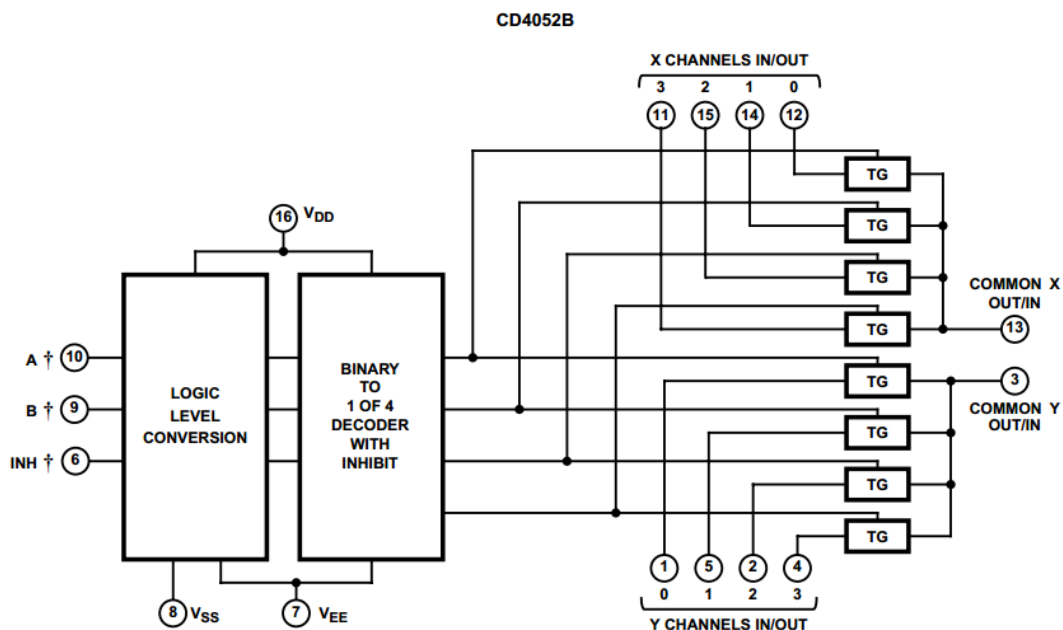 CD4052B
X CHANNELS IN/OUT
3 2 1 0
11 15 14 12
TG
16 VDD
TG
TG
COMMON X
OUT/IN
TG
13
A † 10
B † 9
INH † 6
LOGIC
LEVEL
CONVERSION
BINARY
TO
1 OF 4
DECODER
WITH
INHIBIT
TG
3
COMMON Y
OUT/IN
TG
TG
TG
1 5 2 4
0 1 2 3
Y CHANNELS IN/OUT
8 VSS
7 VEE